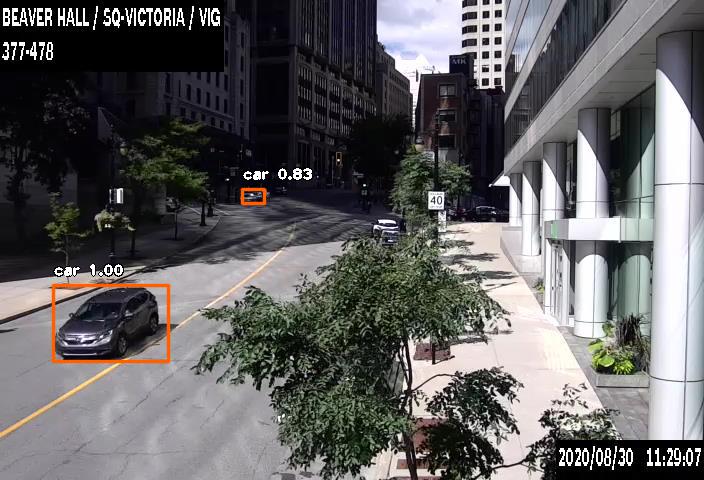 BEAVER HALL / SQ-VICTORIA / VIG
377-478
car 0.83
MK
40
car 1.00
2020/08/30 11:29:07